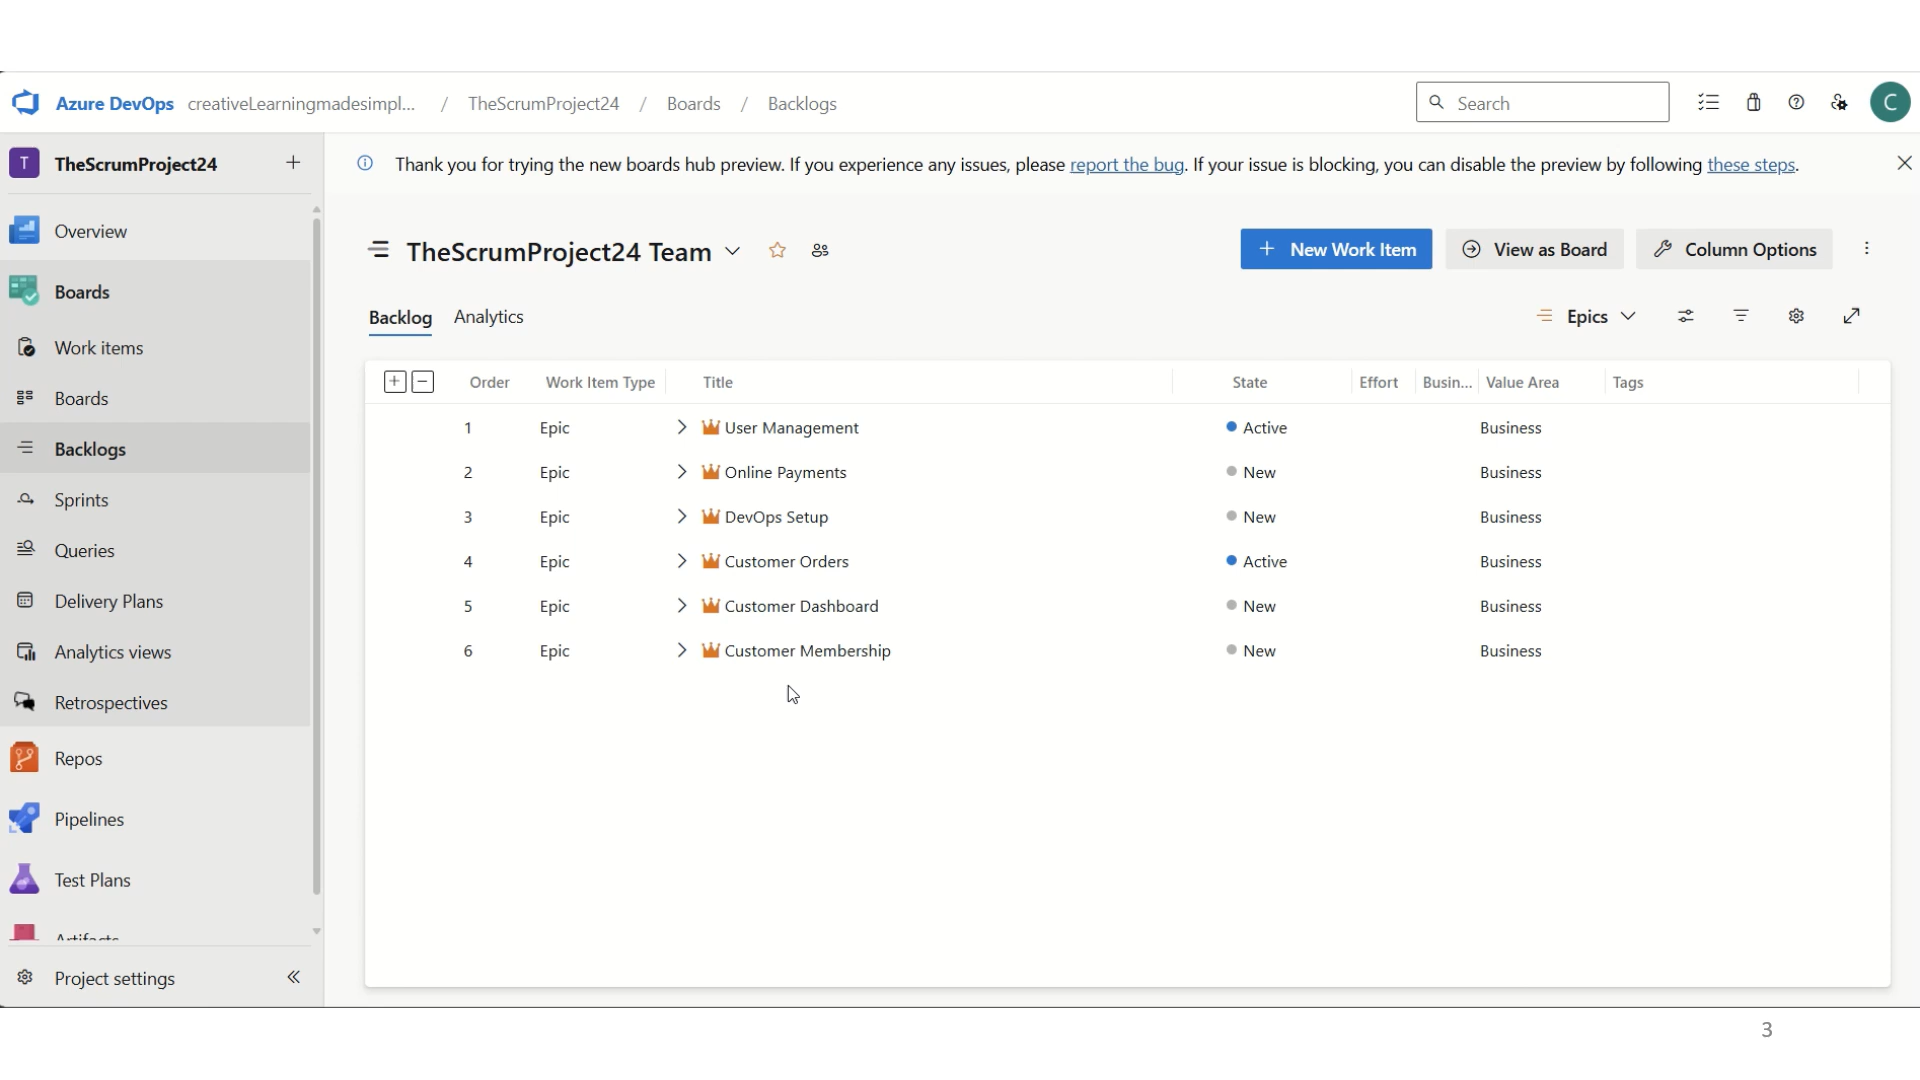 Azure DevOps creativeLearningmadesimpl... / TheScrumProject24 / Boards / Backlogs
Search
C
T TheScrumProject24
Thank you for trying the new boards hub preview. If you experience any issues, please report the bug. If your issue is blocking, you can disable the preview by following these steps.
Overview
Boards
Work items
Boards
Backlogs
Sprints
Queries
Delivery Plans
Analytics views
Retrospectives
Repos
Pipelines
Test Plans
Artifacts
Project settings
TheScrumProject24 Team
New Work Item
View as Board
Column Options
Backlog Analytics
Epics
Order Work Item Type Title State Effort Busin... Value Area Tags
1 Epic User Management Active Business
2 Epic Online Payments New Business
3 Epic DevOps Setup New Business
4 Epic Customer Orders Active Business
5 Epic Customer Dashboard New Business
6 Epic Customer Membership New Business
3